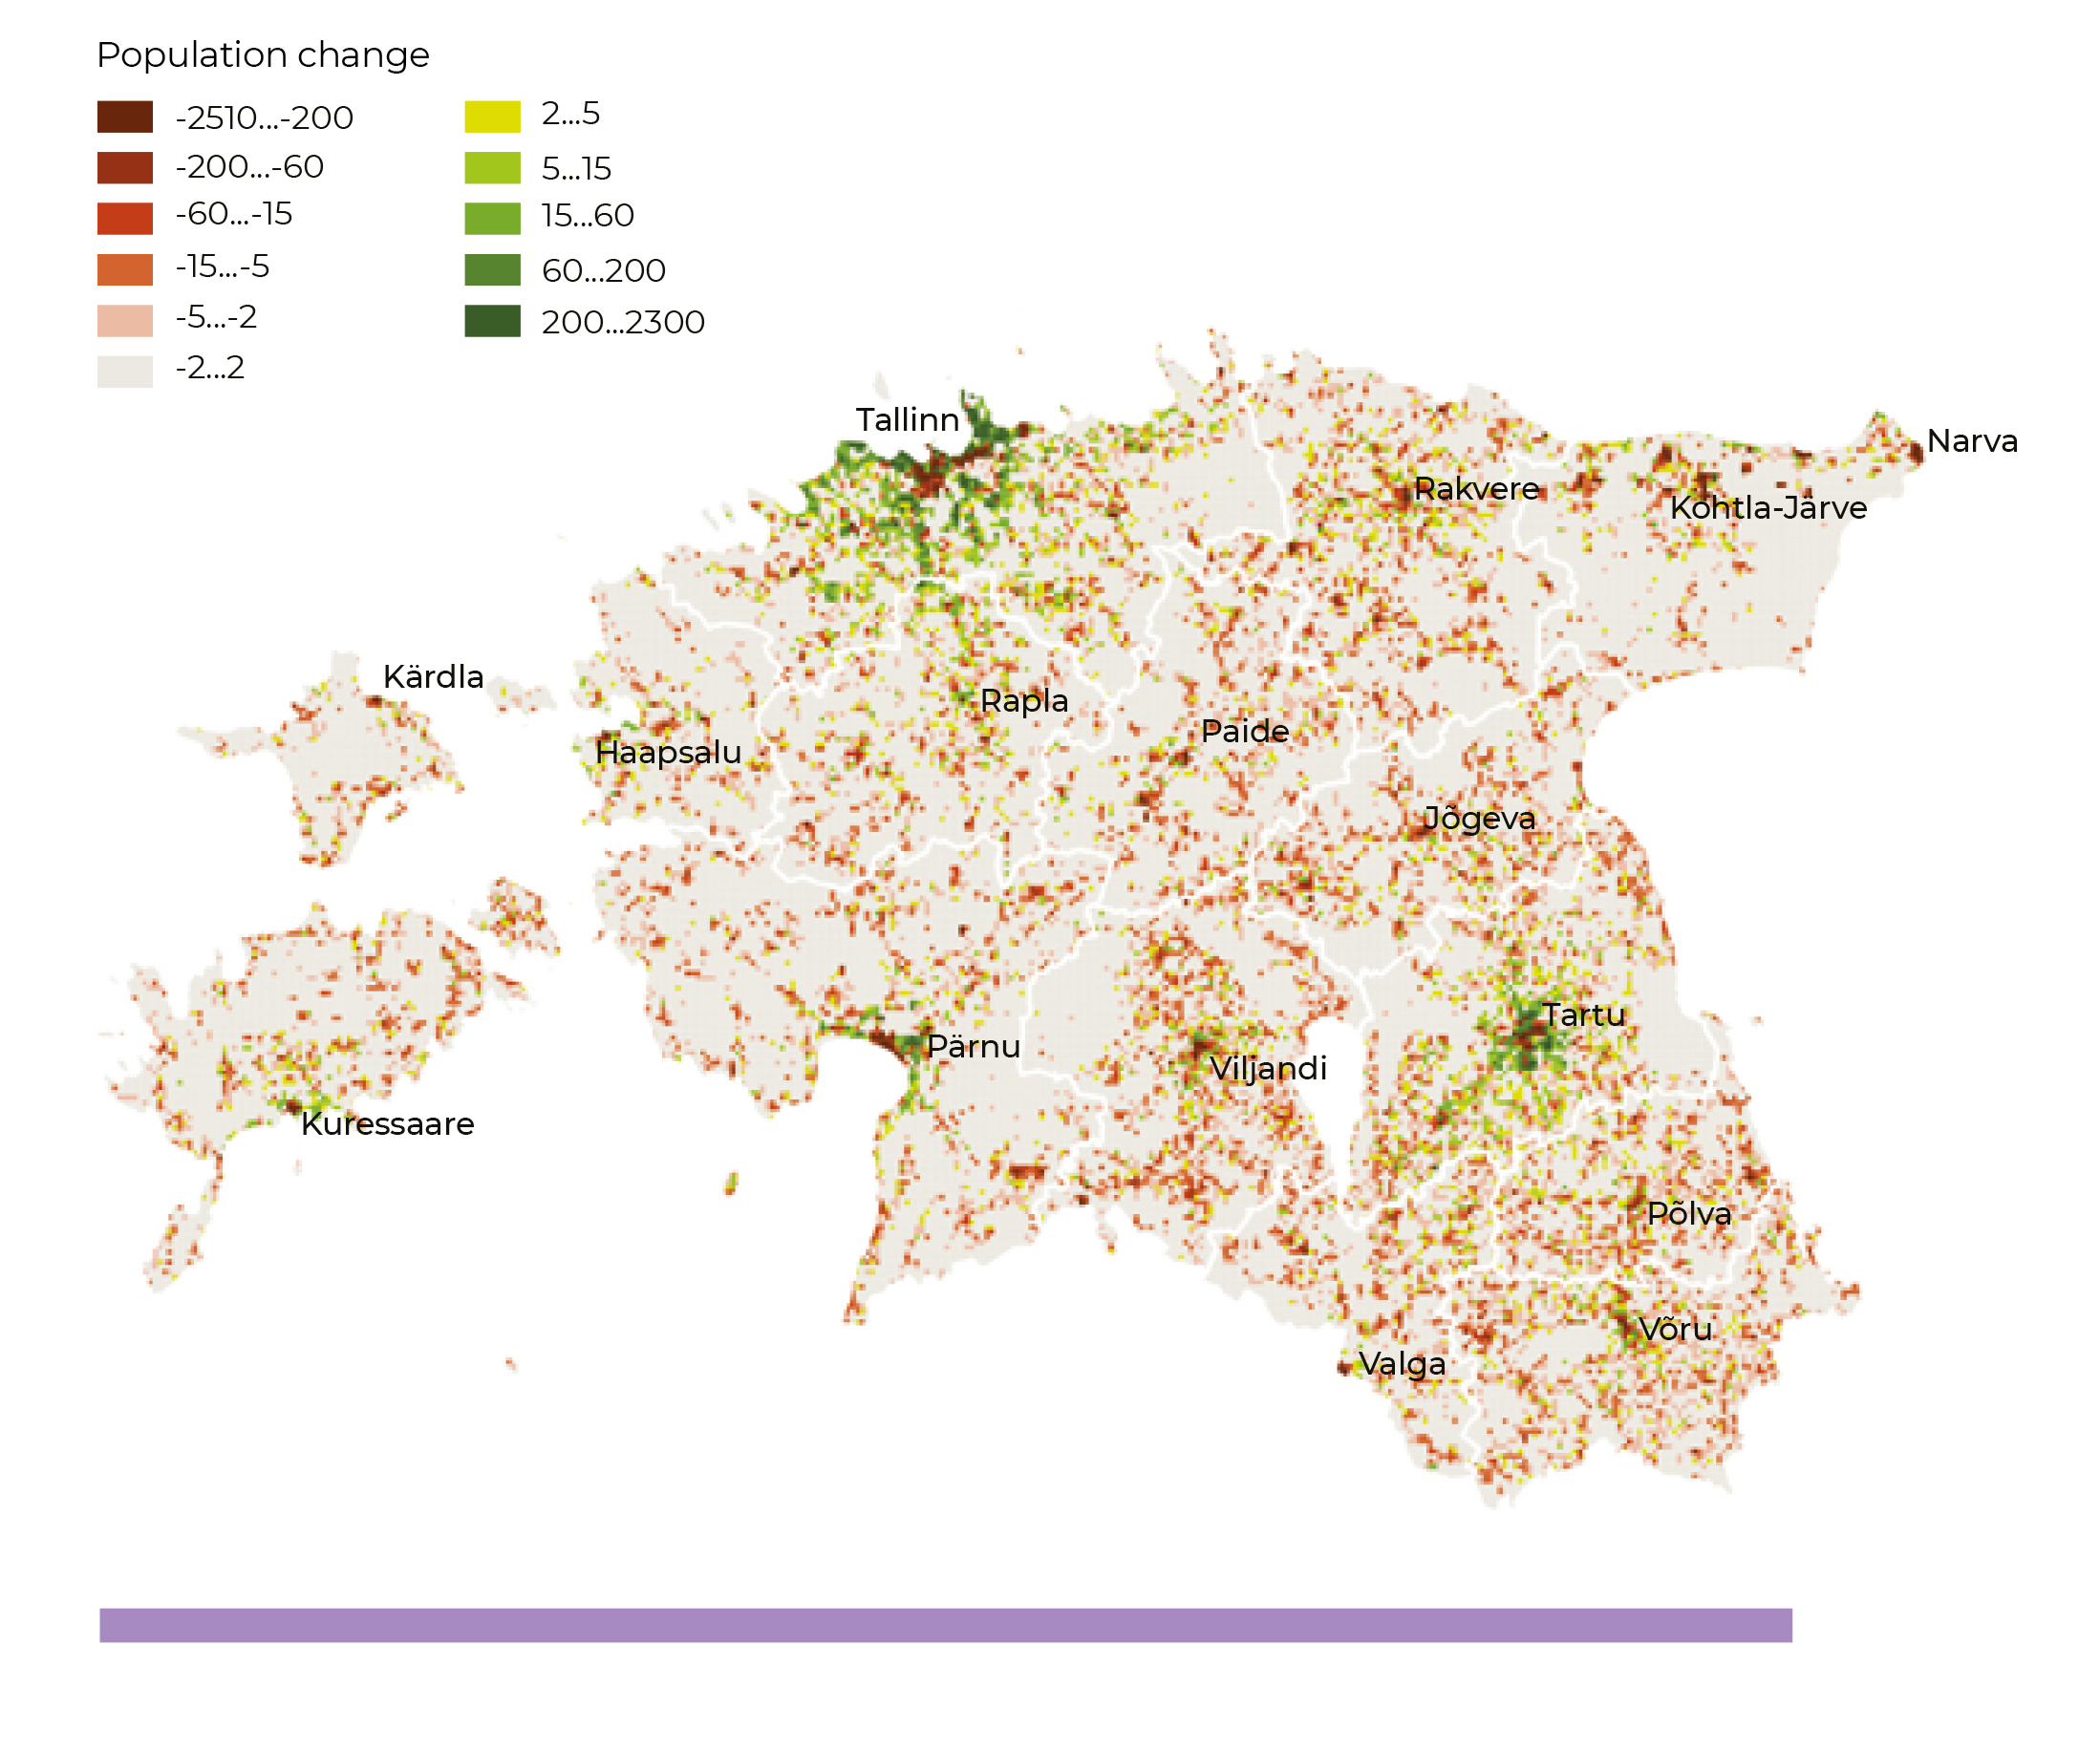 Population change
-2510...-200
-200...-60
-60...-15
-15...-5
-5...-2
-2...2
2...5
5...15
15...60
60...200
200...2300
Tallinn
Narva
Rakvere
Kohtla-Järve
Kärdla
Rapla
Paide
Haapsalu
Jõgeva
Tartu
Pärnu
Viljandi
Kuressaare
Põlva
Võru
Valga